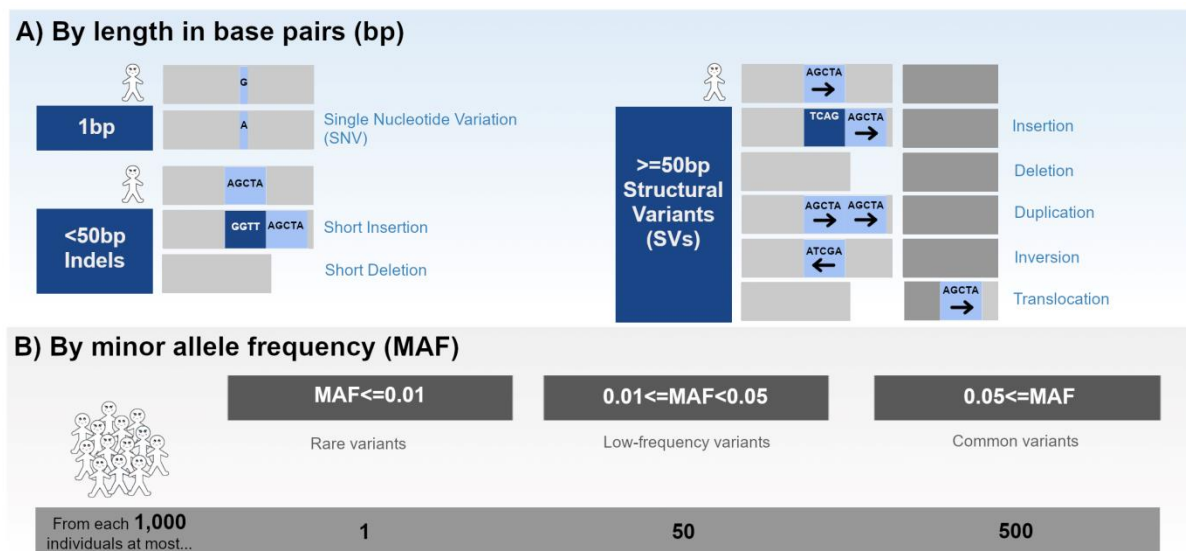 A) By length in base pairs (bp)
G
1bp
A
Single Nucleotide Variation
(SNV)
AGCTA
<50bp
Indels
GGTT AGCTA
Short Insertion
Short Deletion
AGCTA
>=50bp
Structural
Variants
(SVs)
TCAG AGCTA
Insertion
Deletion
AGCTA AGCTA
Duplication
ATCGA
Inversion
AGCTA
Translocation
B) By minor allele frequency (MAF)
MAF<=0.01
0.01<=MAF<0.05
0.05<=MAF
Rare variants
Low-frequency variants
Common variants
From each 1,000
individuals at most...
1
50
500